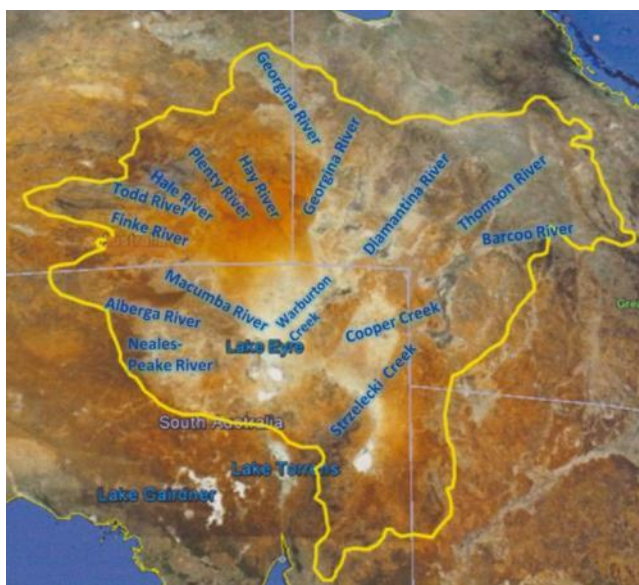 Georgina River
Georgina River
Hay River
Plenty River
Hale River
Todd River
Finke River
Diamantina River
Thomson River
Barcoo River
Macumba River
Warburton
Creek
Alberga River
Neales-
Peake River
Lake Eyre
Cooper Creek
Strzelecki Creek
South Australia
Lake Torrens
Lake Gairdner